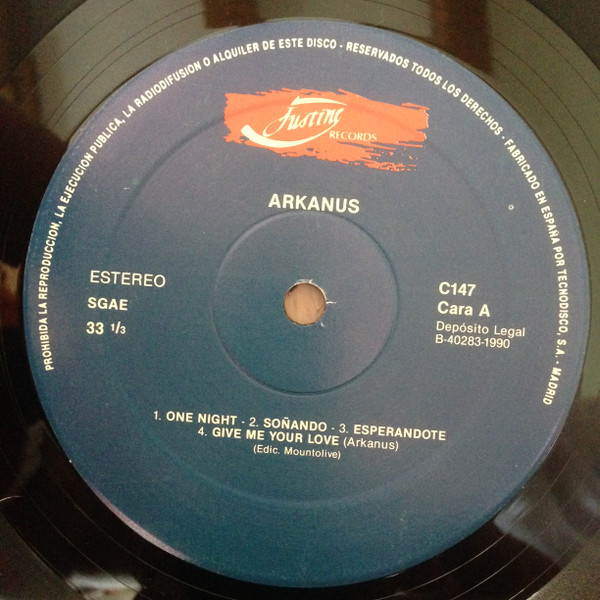 PROHIBIDA LA REPRODUCCION, LA EJECUCION PUBLICA, LA RADIODIFUSION O ALQUILER DE ESTE DISCO - RESERVADOS TODOS LOS DERECHOS - FABRICADO EN ESPAÑA POR TECNODISCO, S.A. - MADRID
Justine
RECORDS
ARKANUS
ESTEREO
SGAE
33 1/3
C147
Cara A
Depósito Legal
B-40283-1990
1. ONE NIGHT - 2. SOÑANDO - 3. ESPERANDOTE
4. GIVE ME YOUR LOVE (Arkanus)
(Edic. Mountolive)